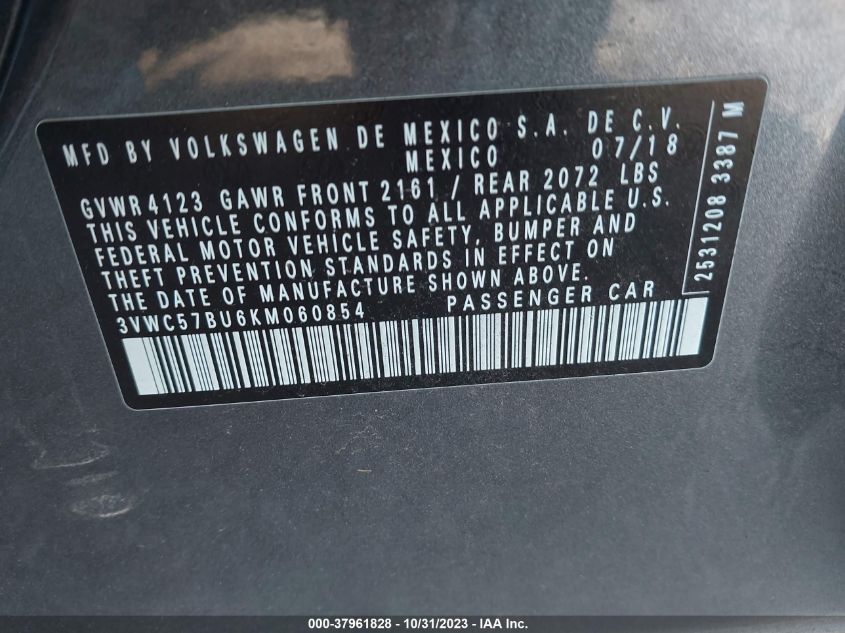 MFD BY VOLKSWAGEN DE MEXICO S.A. DE C.V.
MEXICO 07/18
GVWR 4123 GAWR FRONT 2161 / REAR 2072 LBS
THIS VEHICLE CONFORMS TO ALL APPLICABLE U.S.
FEDERAL MOTOR VEHICLE SAFETY, BUMPER AND
THEFT PREVENTION STANDARDS IN EFFECT ON
THE DATE OF MANUFACTURE SHOWN ABOVE.
3VWC57BU6KM060854 PASSENGER CAR
2531208 3387 M
000-37961828 - 10/31/2023 - IAA Inc.